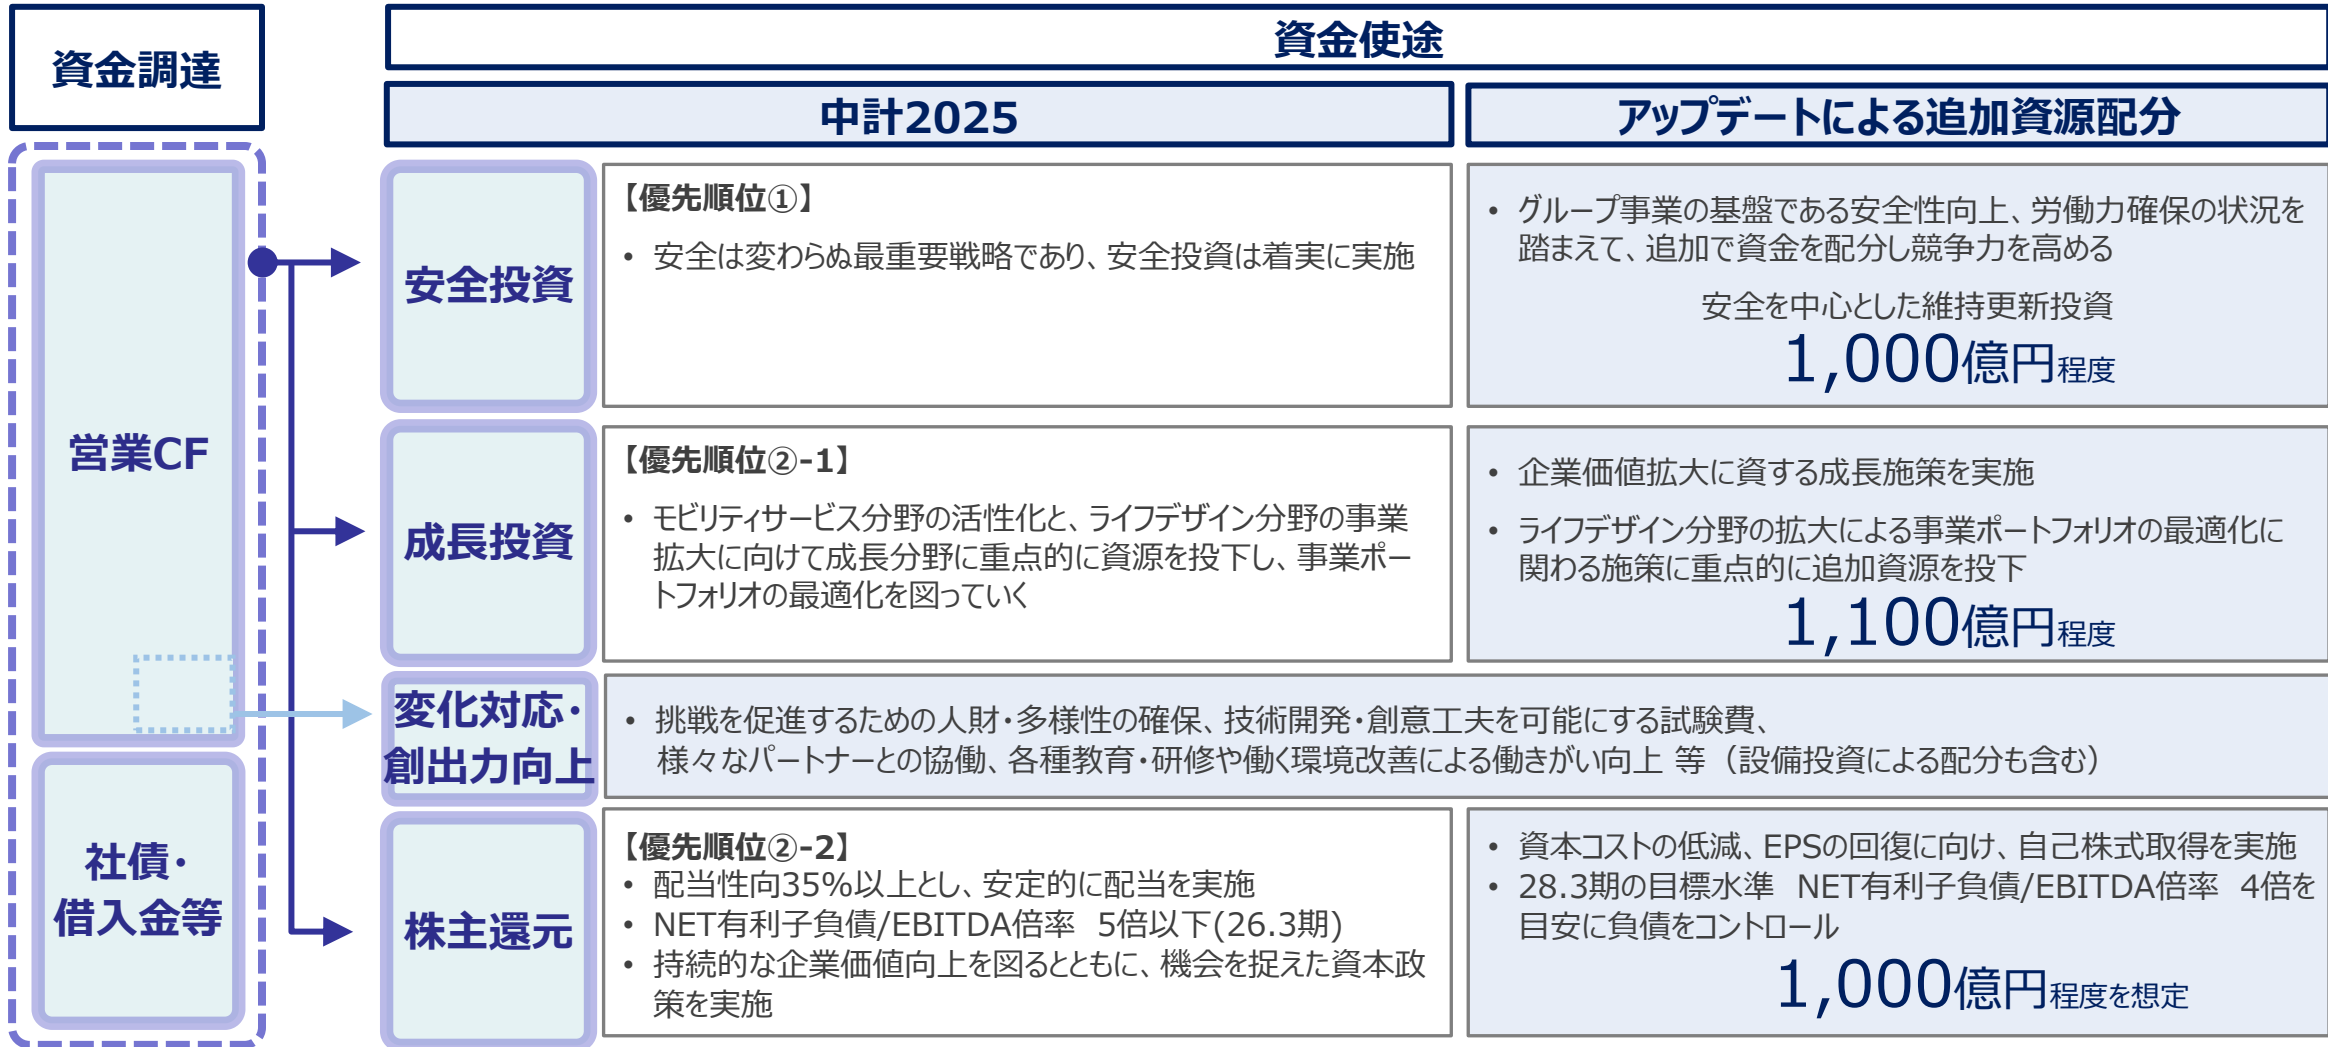 資金調達
資金使途
中計2025
アップデートによる追加資源配分
営業CF
社債・
借入金等
安全投資
【優先順位①】
• 安全は変わらぬ最重要戦略であり、安全投資は着実に実施
• グループ事業の基盤である安全性向上、労働力確保の状況を
踏まえて、追加で資金を配分し競争力を高める
安全を中心とした維持更新投資
1,000億円程度
成長投資
【優先順位②-1】
• モビリティサービス分野の活性化と、ライフデザイン分野の事業
拡大に向けて成長分野に重点的に資源を投下し、事業ポー
トフォリオの最適化を図っていく
• 企業価値拡大に資する成長施策を実施
• ライフデザイン分野の拡大による事業ポートフォリオの最適化に
関わる施策に重点的に追加資源を投下
1,100億円程度
変化対応・
創出力向上
• 挑戦を促進するための人財・多様性の確保、技術開発・創意工夫を可能にする試験費、
様々なパートナーとの協働、各種教育・研修や働く環境改善による働きがい向上 等（設備投資による配分も含む）
株主還元
【優先順位②-2】
• 配当性向35%以上とし、安定的に配当を実施
• NET有利子負債/EBITDA倍率 5倍以下(26.3期)
• 持続的な企業価値向上を図るとともに、機会を捉えた資本政
策を実施
• 資本コストの低減、EPSの回復に向け、自己株式取得を実施
• 28.3期の目標水準 NET有利子負債/EBITDA倍率 4倍を
目安に負債をコントロール
1,000億円程度を想定